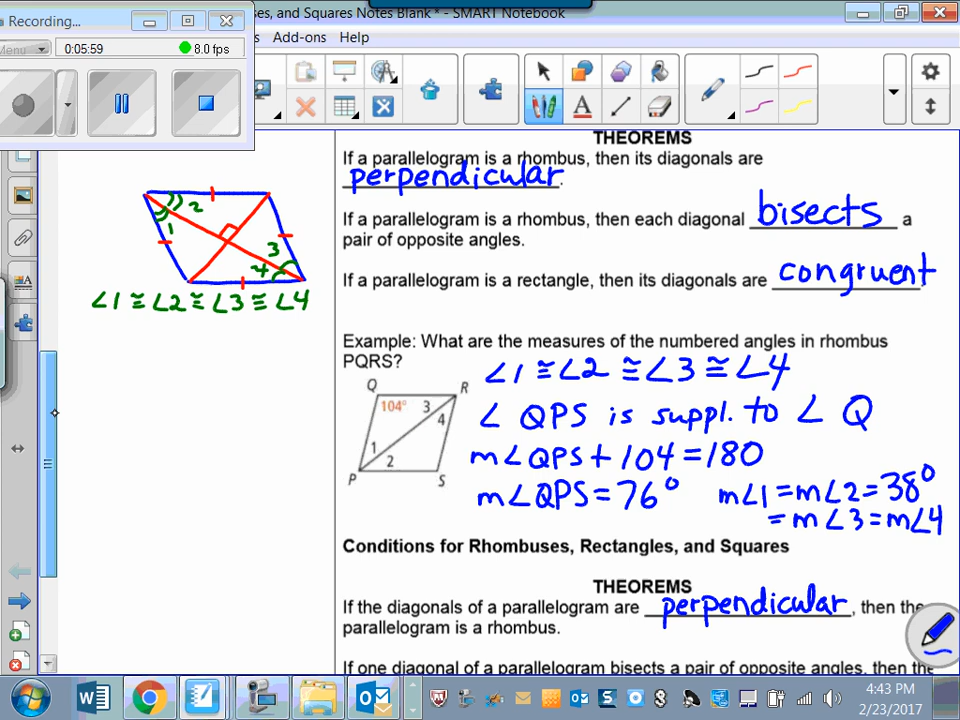 Recording...
ses, and Squares Notes Blank * - SMART Notebook
Menu
0:05:59
8.0 fps
s Add-ons Help
THEOREMS
If a parallelogram is a rhombus, then its diagonals are
perpendicular.
If a parallelogram is a rhombus, then each diagonal bisects a
pair of opposite angles.
If a parallelogram is a rectangle, then its diagonals are congruent
2
1
3
4
∠1 ≅ ∠2 ≅ ∠3 ≅ ∠4
Example: What are the measures of the numbered angles in rhombus
PQRS?
∠1 ≅ ∠2 ≅ ∠3 ≅ ∠4
Q R
104° 3
4
1
2
P S
∠ QPS is suppl. to ∠ Q
m∠QPS + 104 = 180
m∠QPS = 76° m∠1 = m∠2 = 38°
= m∠3 = m∠4
Conditions for Rhombuses, Rectangles, and Squares
THEOREMS
If the diagonals of a parallelogram are perpendicular, then the
parallelogram is a rhombus.
If one diagonal of a parallelogram bisects a pair of opposite angles, then the
4:43 PM
2/23/2017